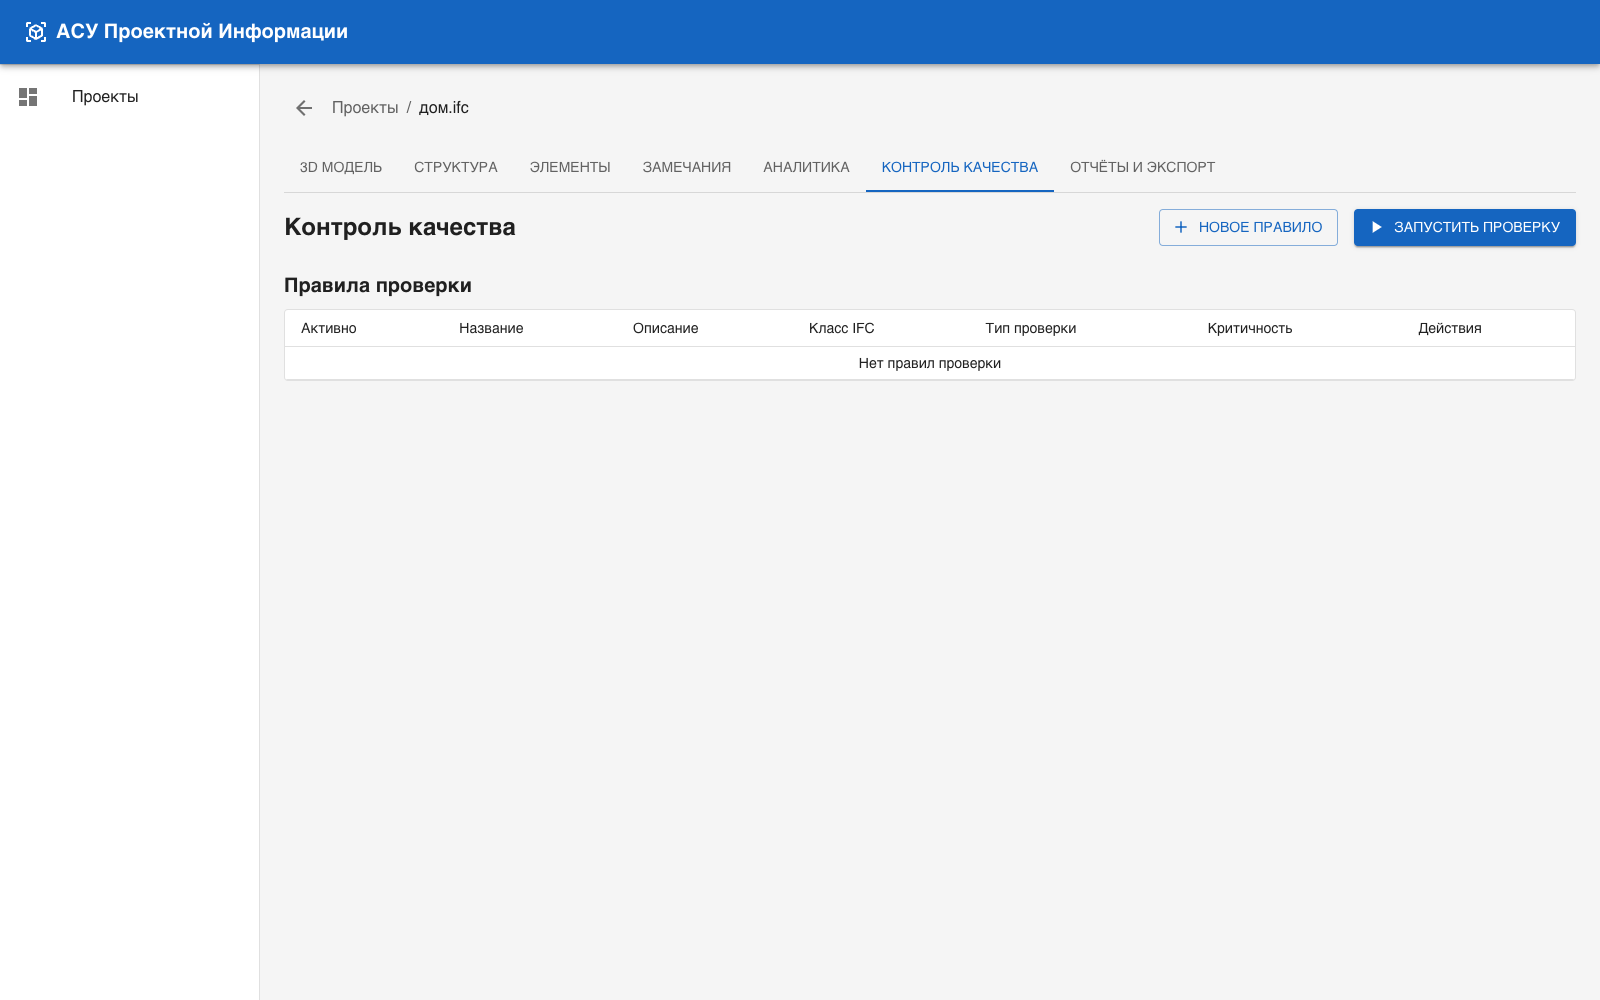 АСУ Проектной Информации
Проекты
Проекты / дом.ifc
3D МОДЕЛЬ СТРУКТУРА ЭЛЕМЕНТЫ ЗАМЕЧАНИЯ АНАЛИТИКА КОНТРОЛЬ КАЧЕСТВА ОТЧЁТЫ И ЭКСПОРТ
Контроль качества
НОВОЕ ПРАВИЛО
ЗАПУСТИТЬ ПРОВЕРКУ
Правила проверки
Активно Название Описание Класс IFC Тип проверки Критичность Действия
Нет правил проверки